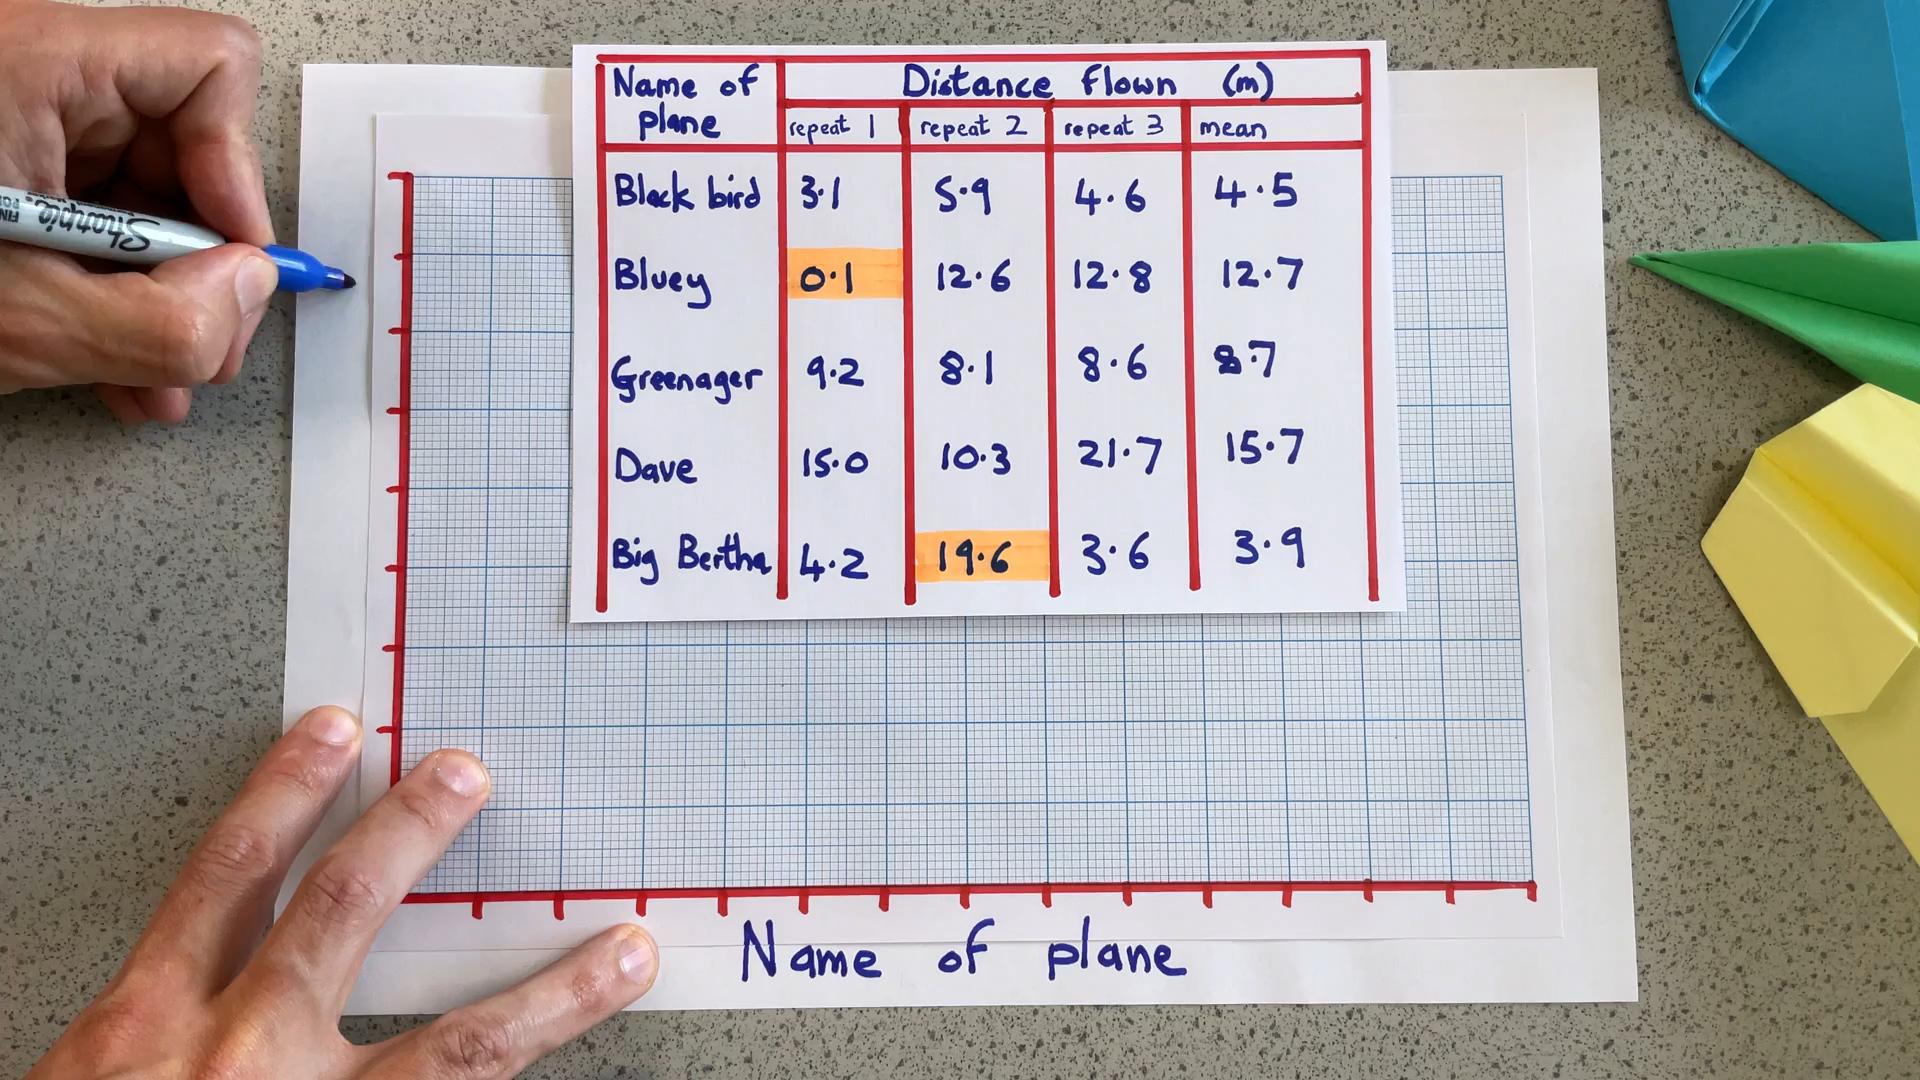 Name of plane Distance flown (m)
repeat 1 repeat 2 repeat 3 mean
Black bird 3.1 5.9 4.6 4.5
Bluey 0.1 12.6 12.8 12.7
Greenager 9.2 8.1 8.6 8.7
Dave 15.0 10.3 21.7 15.7
Big Bertha 4.2 19.6 3.6 3.9
Name of plane
Sharpie